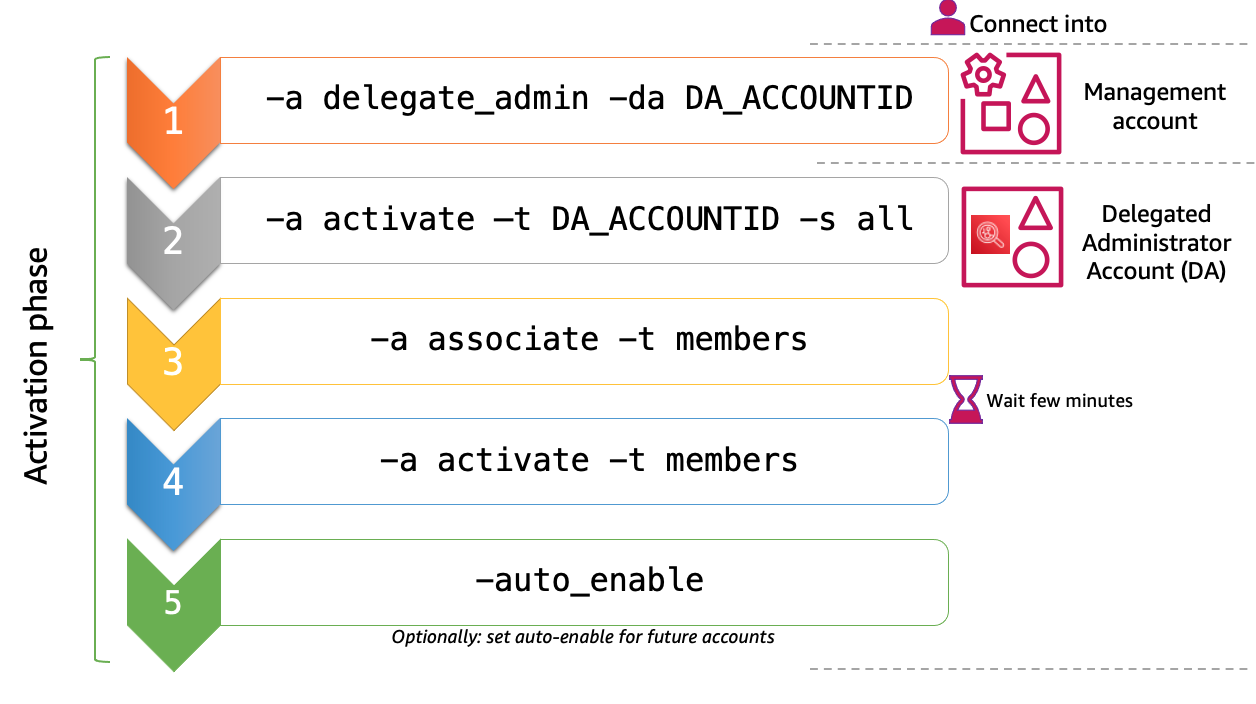 Connect into
1
–a delegate_admin –da DA_ACCOUNTID
Management
account
2
–a activate –t DA_ACCOUNTID –s all
Delegated
Administrator
Account (DA)
Activation phase
3
–a associate –t members
Wait few minutes
4
–a activate –t members
5
–auto_enable
Optionally: set auto-enable for future accounts